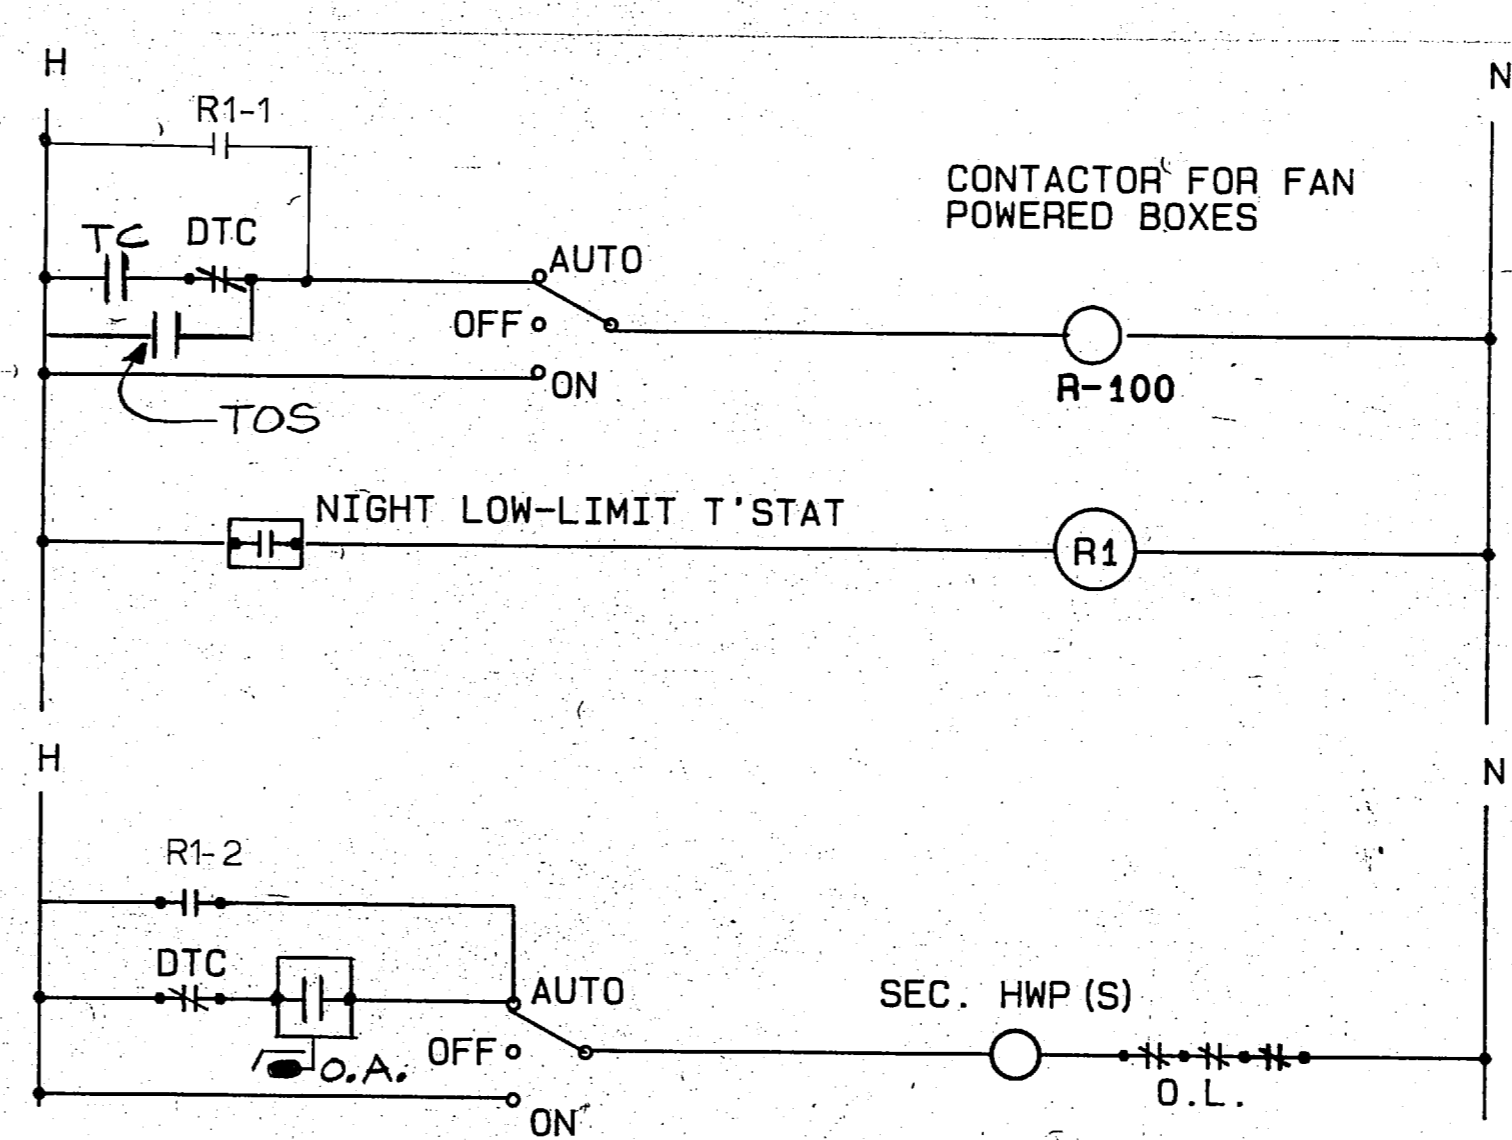 H
N
R1-1
CONTACTOR FOR FAN
POWERED BOXES
TC
DTC
AUTO
OFF
ON
R-100
TOS
NIGHT LOW-LIMIT T'STAT
R1
H
N
R1-2
DTC
AUTO
SEC. HWP(S)
OFF
O.A.
O.L.
ON